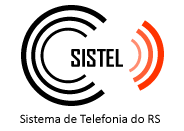 SISTEL
Sistema de Telefonia do RS